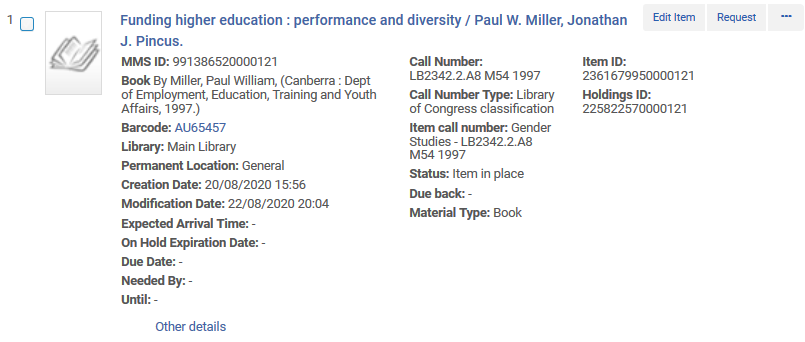 1
Funding higher education : performance and diversity / Paul W. Miller, Jonathan
J. Pincus.
Edit Item
Request
•••
MMS ID: 991386520000121
Book By Miller, Paul William, (Canberra : Dept
of Employment, Education, Training and Youth
Affairs, 1997.)
Barcode: AU65457
Library: Main Library
Permanent Location: General
Creation Date: 20/08/2020 15:56
Modification Date: 22/08/2020 20:04
Expected Arrival Time: -
On Hold Expiration Date: -
Due Date: -
Needed By: -
Until: -
Other details
Call Number:
LB2342.2.A8 M54 1997
Call Number Type: Library
of Congress classification
Item call number: Gender
Studies - LB2342.2.A8
M54 1997
Status: Item in place
Due back: -
Material Type: Book
Item ID:
2361679950000121
Holdings ID:
225822570000121